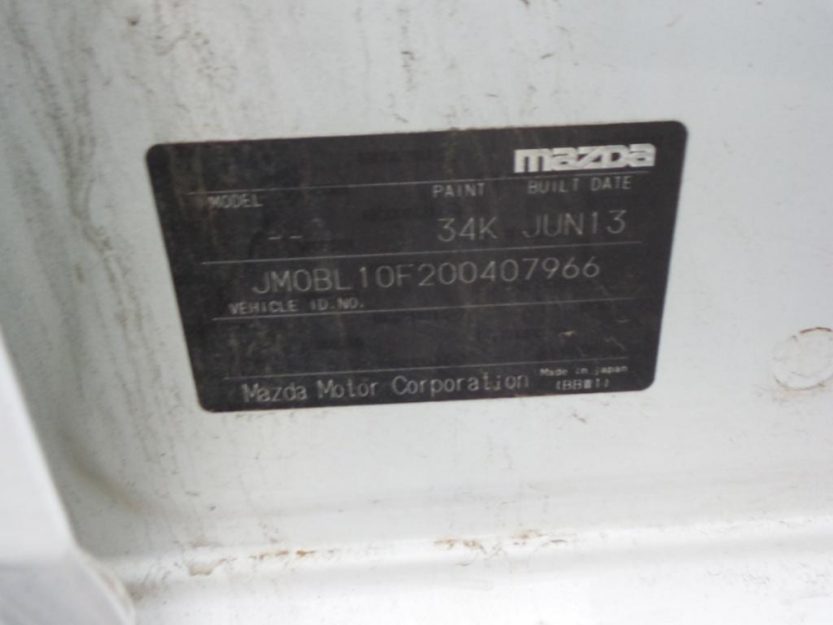 mazda
MODEL PAINT BUILT DATE
34K JUN13
JM0BL10F200407966
VEHICLE ID.NO.
Mazda Motor Corporation
Made in japan